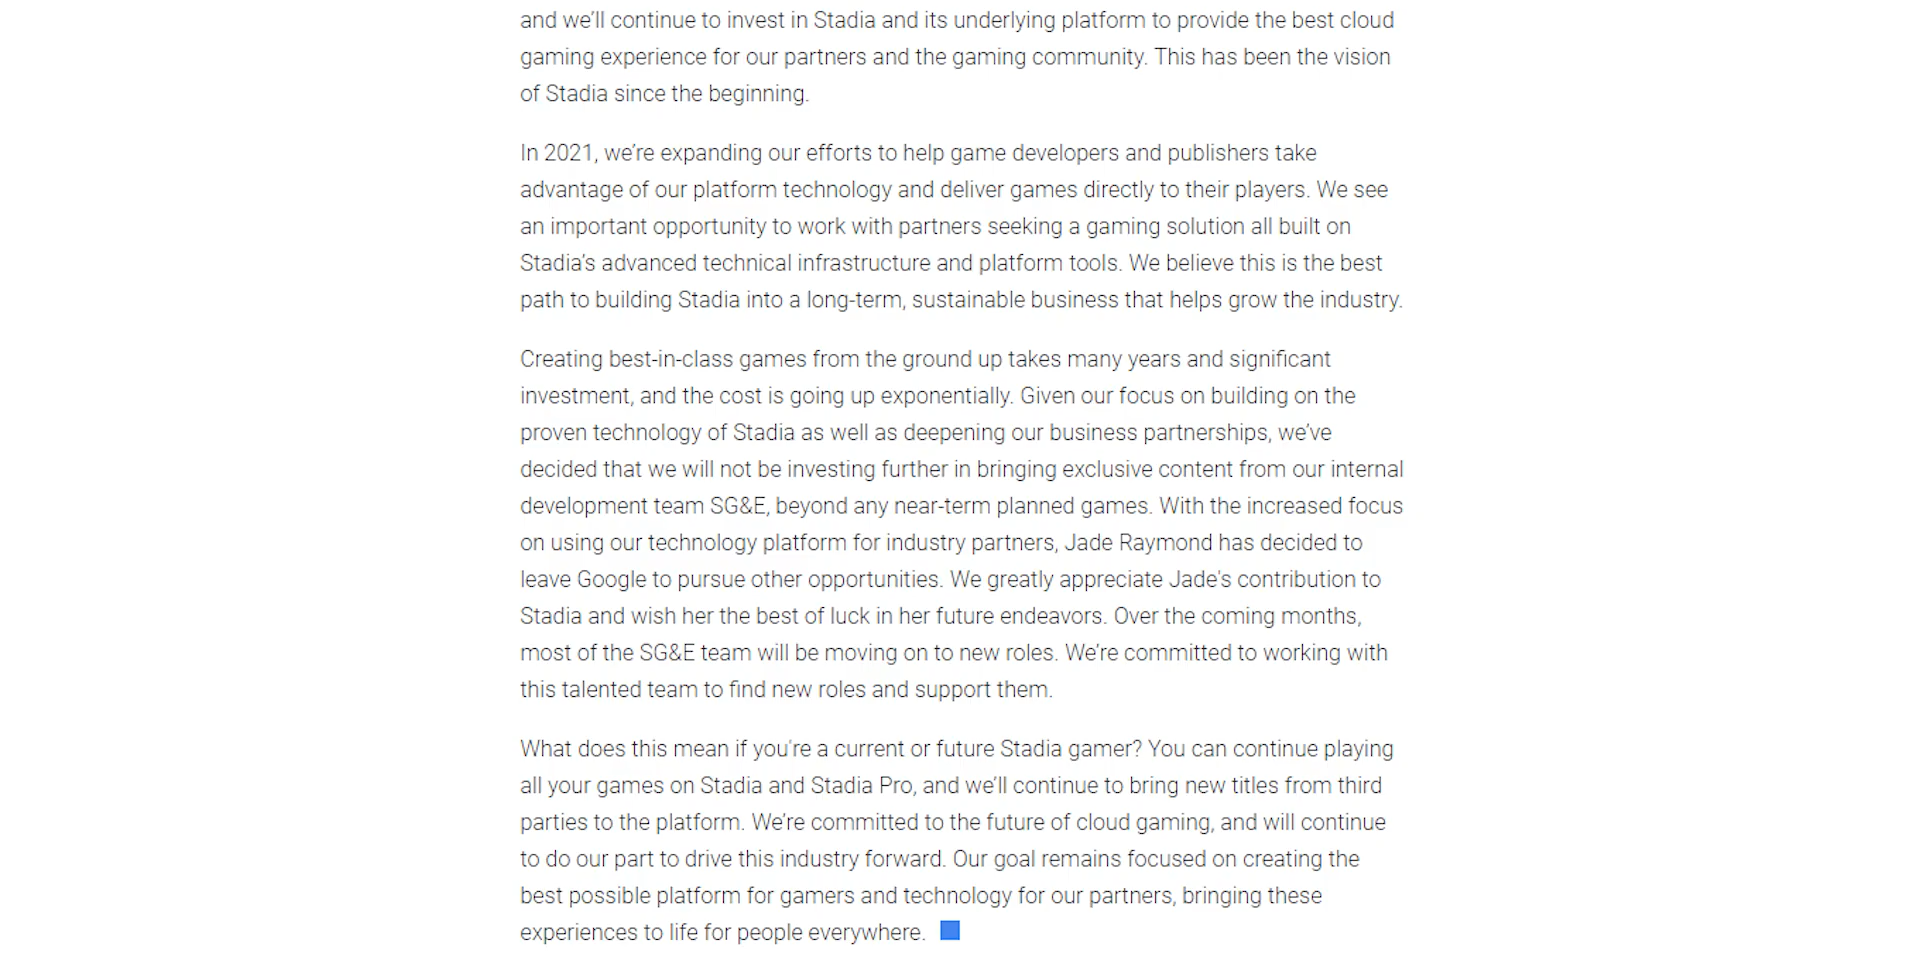 and we’ll continue to invest in Stadia and its underlying platform to provide the best cloud
gaming experience for our partners and the gaming community. This has been the vision
of Stadia since the beginning.
In 2021, we’re expanding our efforts to help game developers and publishers take
advantage of our platform technology and deliver games directly to their players. We see
an important opportunity to work with partners seeking a gaming solution all built on
Stadia’s advanced technical infrastructure and platform tools. We believe this is the best
path to building Stadia into a long-term, sustainable business that helps grow the industry.
Creating best-in-class games from the ground up takes many years and significant
investment, and the cost is going up exponentially. Given our focus on building on the
proven technology of Stadia as well as deepening our business partnerships, we’ve
decided that we will not be investing further in bringing exclusive content from our internal
development team SG&E, beyond any near-term planned games. With the increased focus
on using our technology platform for industry partners, Jade Raymond has decided to
leave Google to pursue other opportunities. We greatly appreciate Jade's contribution to
Stadia and wish her the best of luck in her future endeavors. Over the coming months,
most of the SG&E team will be moving on to new roles. We’re committed to working with
this talented team to find new roles and support them.
What does this mean if you're a current or future Stadia gamer? You can continue playing
all your games on Stadia and Stadia Pro, and we’ll continue to bring new titles from third
parties to the platform. We’re committed to the future of cloud gaming, and will continue
to do our part to drive this industry forward. Our goal remains focused on creating the
best possible platform for gamers and technology for our partners, bringing these
experiences to life for people everywhere.